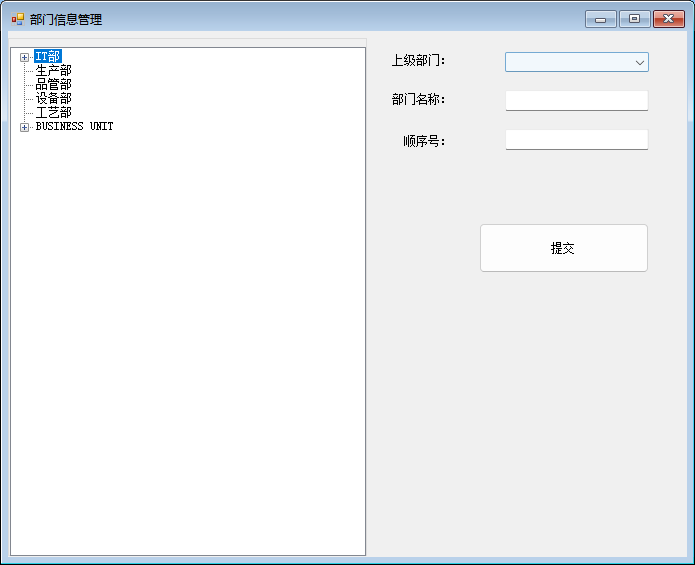 部门信息管理
IT部
生产部
品管部
设备部
工艺部
BUSINESS UNIT
上级部门：
部门名称：
顺序号：
提交